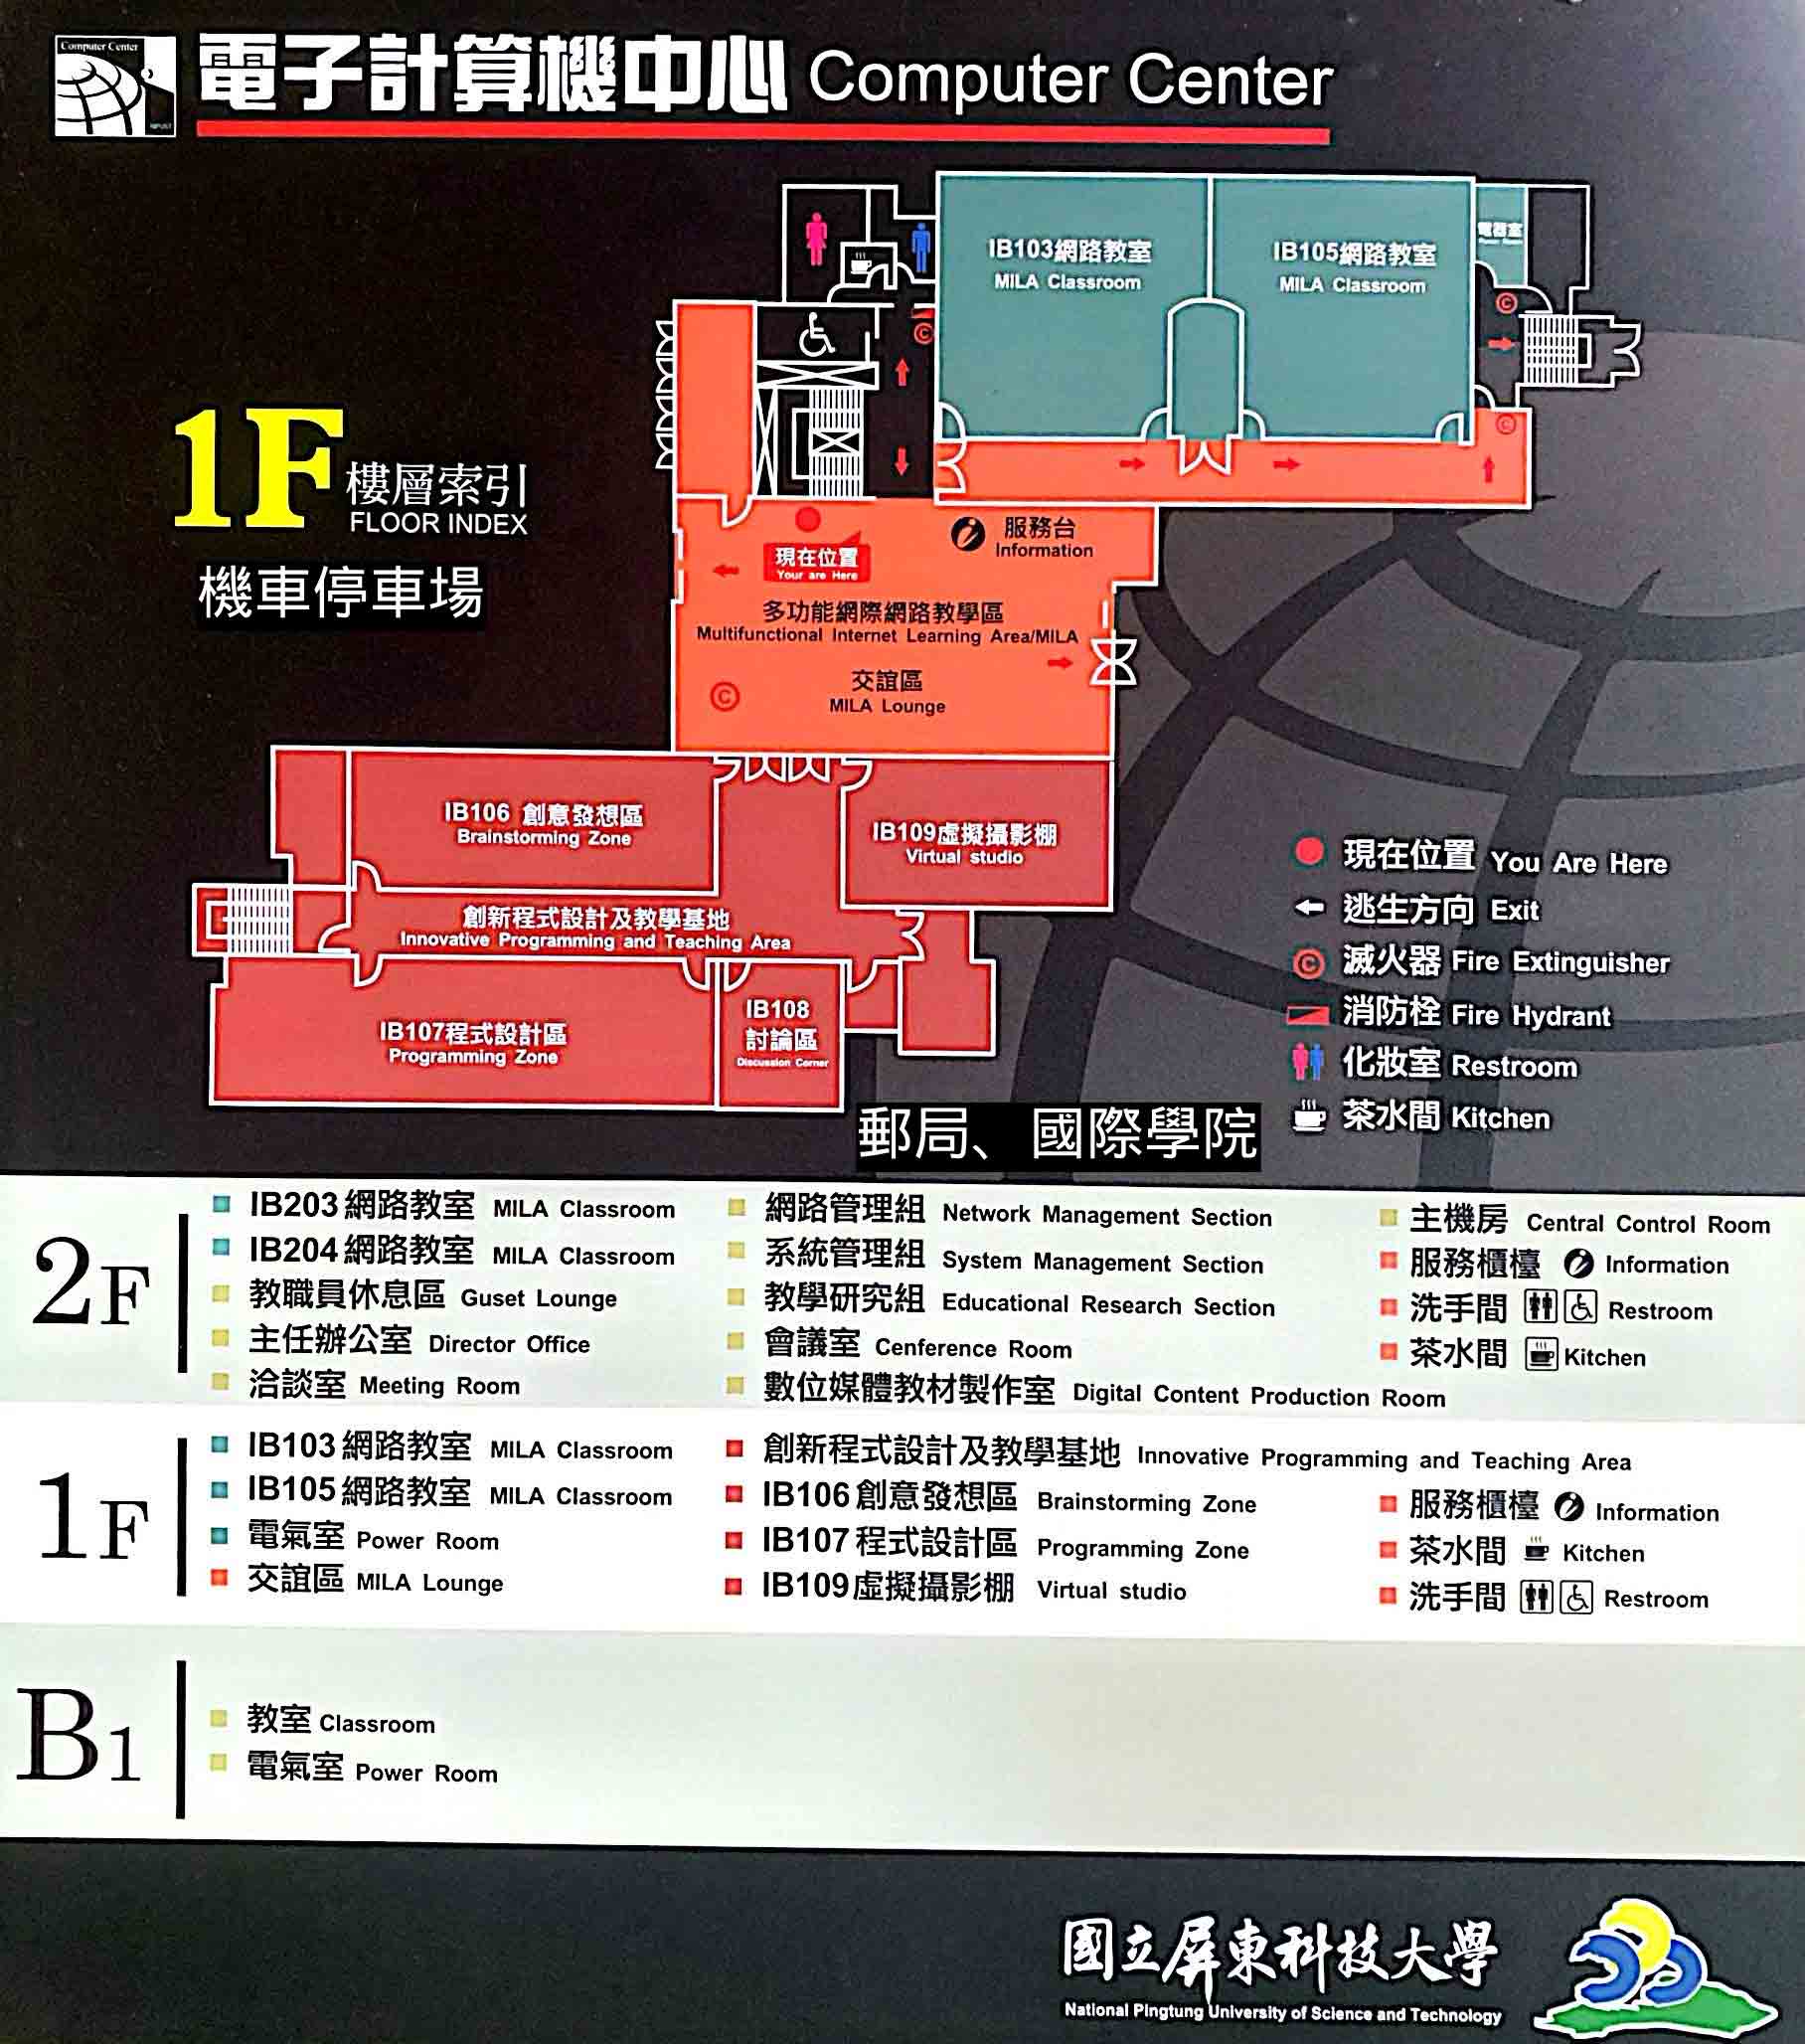 Computer Center
電子計算機中心 Computer Center
IB103網路教室
MILA Classroom
IB105網路教室
MILA Classroom
電器室
Power Room
1F 樓層索引
FLOOR INDEX
機車停車場
現在位置
Your are Here
服務台
Information
多功能網際網路教學區
Multifunctional Internet Learning Area/MILA
交誼區
MILA Lounge
IB106 創意發想區
Brainstorming Zone
IB109虛擬攝影棚
Virtual studio
創新程式設計及教學基地
Innovative Programming and Teaching Area
IB107程式設計區
Programming Zone
IB108
討論區
Discussion Corner
郵局、國際學院
現在位置 You Are Here
逃生方向 Exit
滅火器 Fire Extinguisher
消防栓 Fire Hydrant
化妝室 Restroom
茶水間 Kitchen
2F
IB203網路教室 MILA Classroom
IB204網路教室 MILA Classroom
教職員休息區 Guset Lounge
主任辦公室 Director Office
洽談室 Meeting Room
網路管理組 Network Management Section
系統管理組 System Management Section
教學研究組 Educational Research Section
會議室 Cenference Room
數位媒體教材製作室 Digital Content Production Room
主機房 Central Control Room
服務櫃檯 Information
洗手間 Restroom
茶水間 Kitchen
1F
IB103網路教室 MILA Classroom
IB105網路教室 MILA Classroom
電氣室 Power Room
交誼區 MILA Lounge
創新程式設計及教學基地 Innovative Programming and Teaching Area
IB106創意發想區 Brainstorming Zone
IB107程式設計區 Programming Zone
IB109虛擬攝影棚 Virtual studio
服務櫃檯 Information
茶水間 Kitchen
洗手間 Restroom
B1
教室 Classroom
電氣室 Power Room
國立屏東科技大學
National Pingtung University of Science and Technology